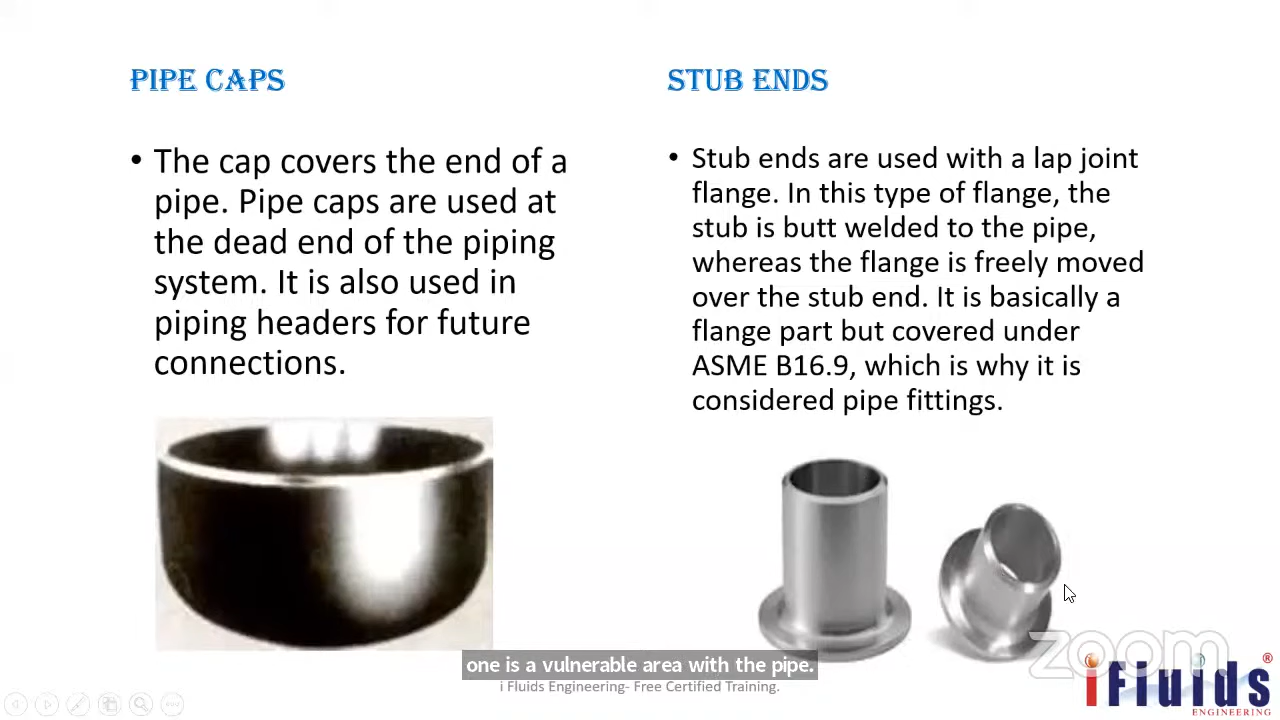 PIPE CAPS
• The cap covers the end of a
pipe. Pipe caps are used at
the dead end of the piping
system. It is also used in
piping headers for future
connections.
STUB ENDS
• Stub ends are used with a lap joint
flange. In this type of flange, the
stub is butt welded to the pipe,
whereas the flange is freely moved
over the stub end. It is basically a
flange part but covered under
ASME B16.9, which is why it is
considered pipe fittings.
one is a vulnerable area with the pipe.
i Fluids Engineering- Free Certified Training.
zoom
iFluids®
ENGINEERING